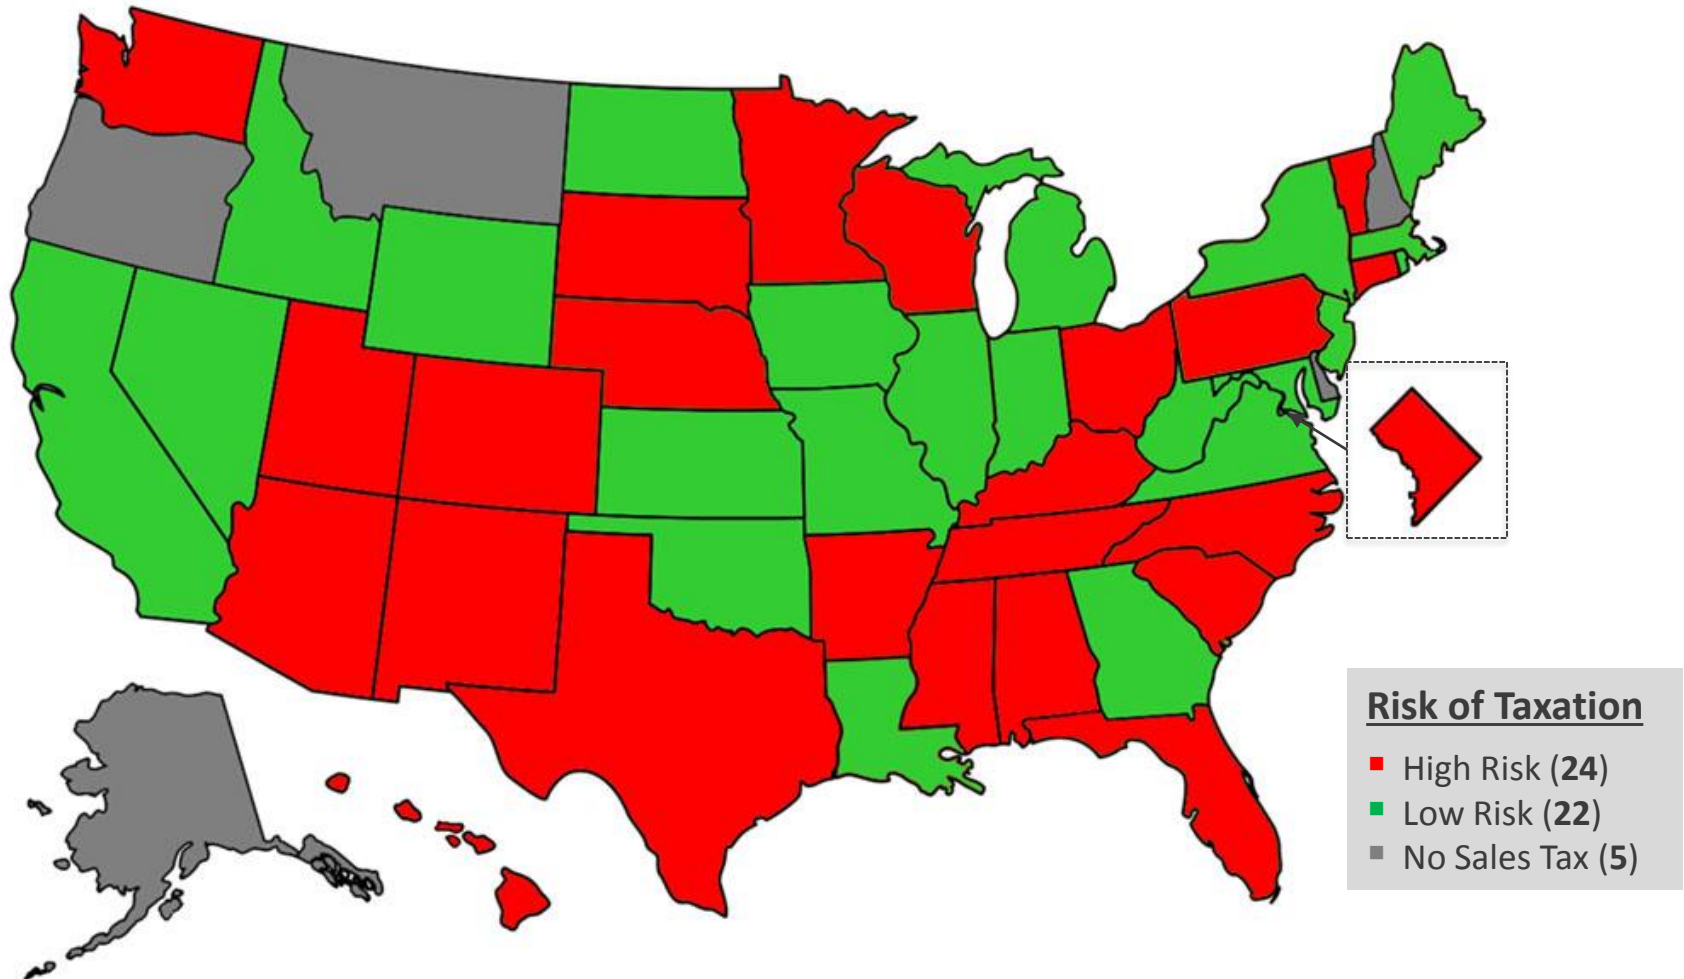 Risk of Taxation
High Risk (24)
Low Risk (22)
No Sales Tax (5)